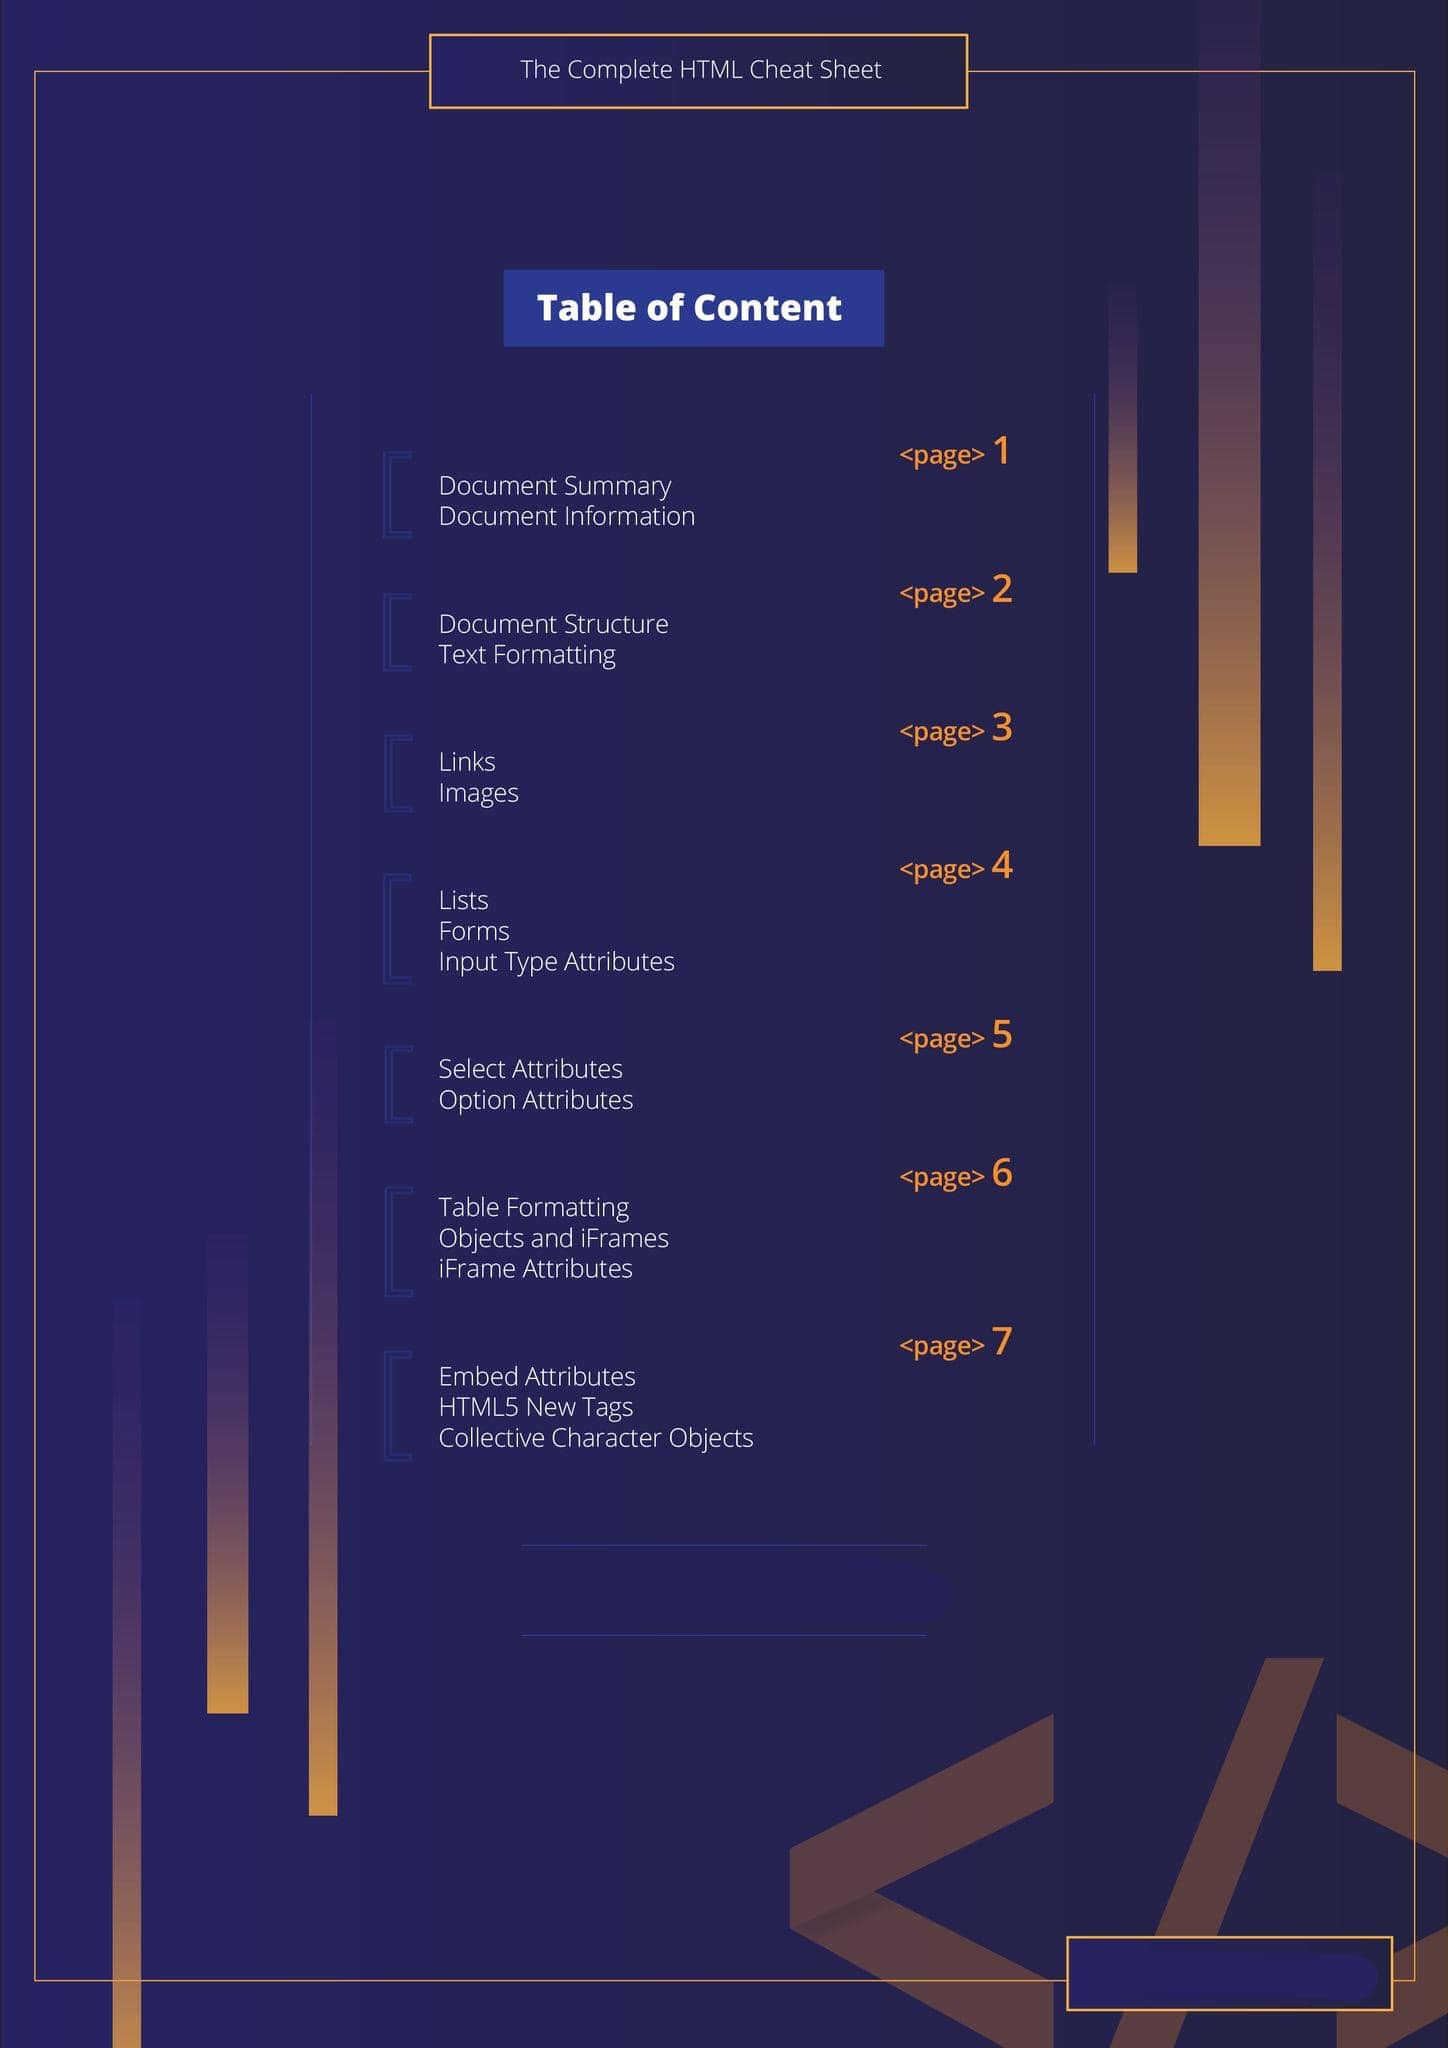 The Complete HTML Cheat Sheet
Table of Content
<page> 1
Document Summary
Document Information
<page> 2
Document Structure
Text Formatting
<page> 3
Links
Images
<page> 4
Lists
Forms
Input Type Attributes
<page> 5
Select Attributes
Option Attributes
<page> 6
Table Formatting
Objects and iFrames
iFrame Attributes
<page> 7
Embed Attributes
HTML5 New Tags
Collective Character Objects